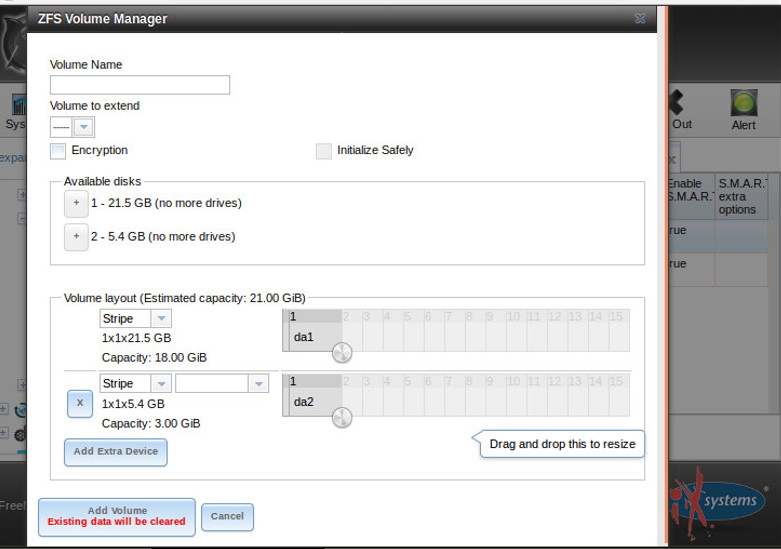 ZFS Volume Manager
Volume Name
Volume to extend
-----
Encryption
Initialize Safely
Available disks
+ 1 - 21.5 GB (no more drives)
+ 2 - 5.4 GB (no more drives)
Volume layout (Estimated capacity: 21.00 GiB)
Stripe
1 2 3 4 5 6 7 8 9 10 11 12 13 14 15
1x1x21.5 GB
da1
Capacity: 18.00 GiB
Stripe
1 2 3 4 5 6 7 8 9 10 11 12 13 14 15
X
1x1x5.4 GB
da2
Capacity: 3.00 GiB
Add Extra Device
Drag and drop this to resize
Add Volume
Existing data will be cleared
Cancel
Sys
expa
Out
Alert
Enable
S.M.A.R.T
S.M.A.R.T
extra
options
rue
rue
Free
iXsystems